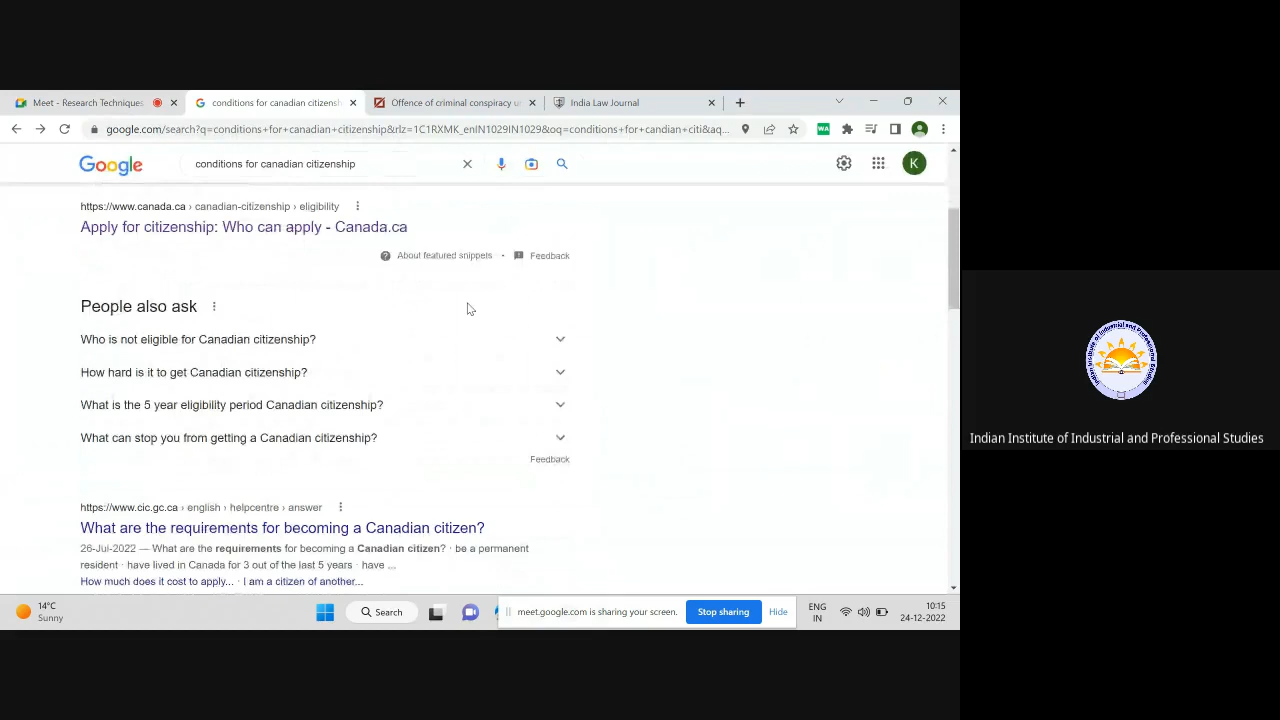 Meet - Research Techniques
conditions for canadian citizensh
Offence of criminal conspiracy u
India Law Journal
google.com/search?q=conditions+for+canadian+citizenship&rlz=1C1RXMK_enIN1029IN1029&oq=conditions+for+candian+citi&aq...
WA
Google
conditions for canadian citizenship
K
https://www.canada.ca › canadian-citizenship › eligibility
Apply for citizenship: Who can apply - Canada.ca
About featured snippets • Feedback
People also ask
Who is not eligible for Canadian citizenship?
How hard is it to get Canadian citizenship?
What is the 5 year eligibility period Canadian citizenship?
What can stop you from getting a Canadian citizenship?
Feedback
https://www.cic.gc.ca › english › helpcentre › answer
What are the requirements for becoming a Canadian citizen?
26-Jul-2022 — What are the requirements for becoming a Canadian citizen? · be a permanent
resident · have lived in Canada for 3 out of the last 5 years · have ...
How much does it cost to apply... · I am a citizen of another...
14°C
Sunny
Search
meet.google.com is sharing your screen.
Stop sharing
Hide
ENG
IN
10:15
24-12-2022
Indian Institute of Industrial and Professional Studies
Indian Institute of Industrial and Professional Studies